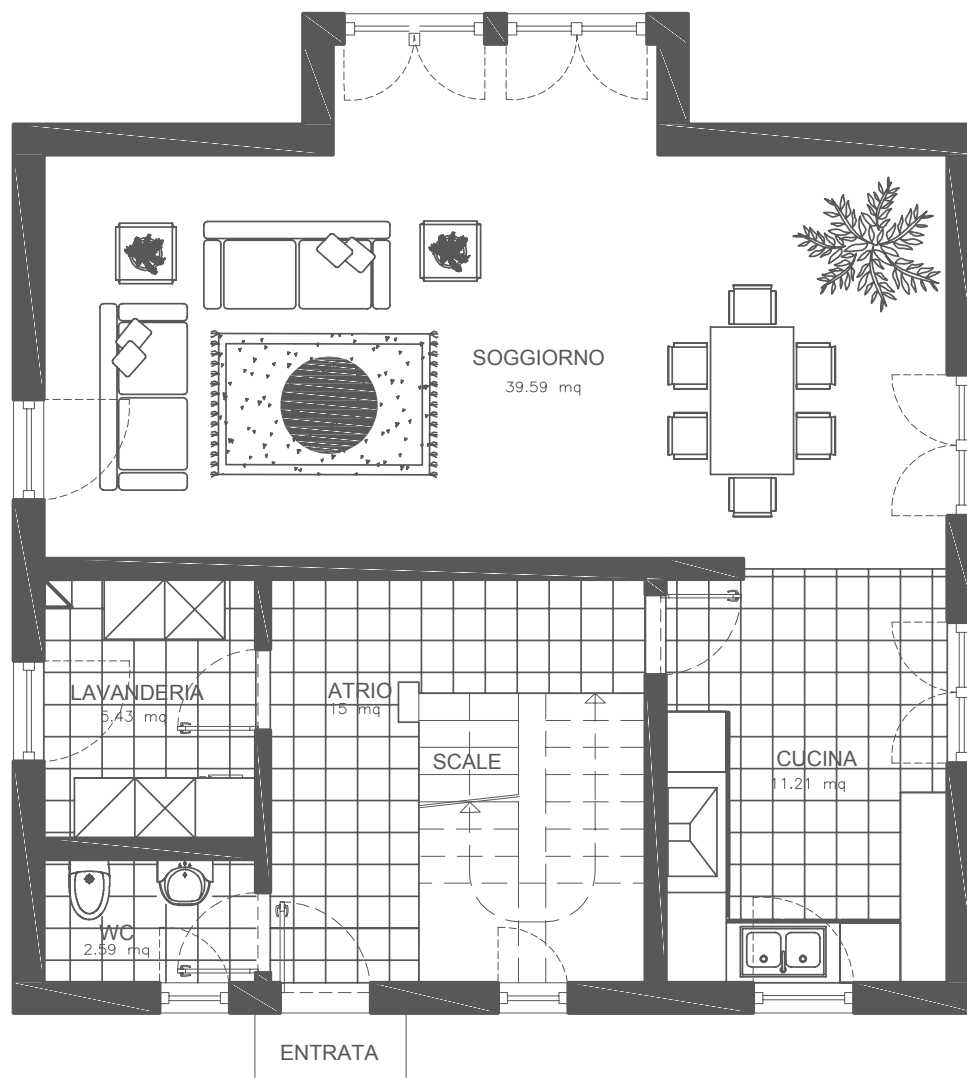 SOGGIORNO
39.59 mq
LAVANDERIA
5.43 mq
ATRIO
15 mq
SCALE
CUCINA
11.21 mq
WC
2.59 mq
ENTRATA